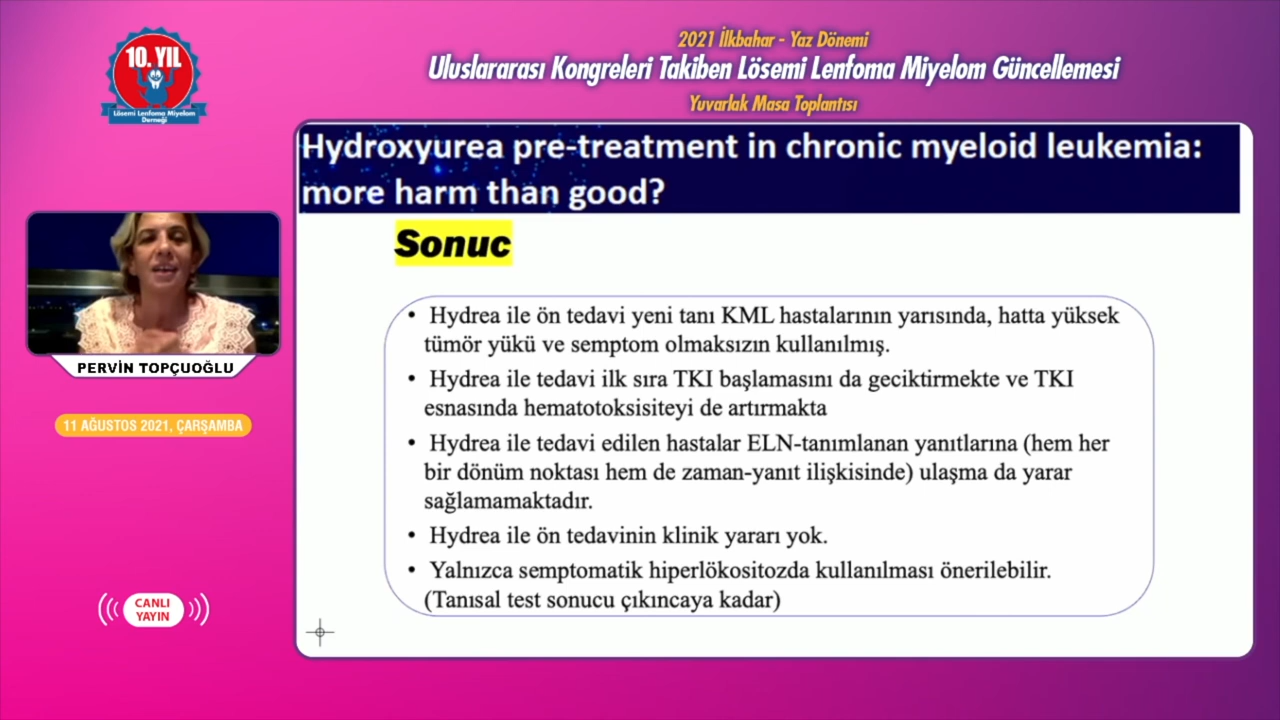 10. YIL
Lösemi Lenfoma Miyelom
Derneği
2021 İlkbahar - Yaz Dönemi
Uluslararası Kongreleri Takiben Lösemi Lenfoma Miyelom Güncellemesi
Yuvarlak Masa Toplantısı
Hydroxyurea pre-treatment in chronic myeloid leukemia:
more harm than good?
Sonuc
• Hydrea ile ön tedavi yeni tanı KML hastalarının yarısında, hatta yüksek
tümör yükü ve semptom olmaksızın kullanılmış.
• Hydrea ile tedavi ilk sıra TKI başlamasını da geciktirmekte ve TKI
esnasında hematotoksisiteyi de artırmakta
• Hydrea ile tedavi edilen hastalar ELN-tanımlanan yanıtlarına (hem her
bir dönüm noktası hem de zaman-yanıt ilişkisinde) ulaşma da yarar
sağlamamaktadır.
• Hydrea ile ön tedavinin klinik yararı yok.
• Yalnızca semptomatik hiperlökositozda kullanılması önerilebilir.
(Tanısal test sonucu çıkıncaya kadar)
PERVİN TOPÇUOĞLU
11 AĞUSTOS 2021, ÇARŞAMBA
CANLI
YAYIN